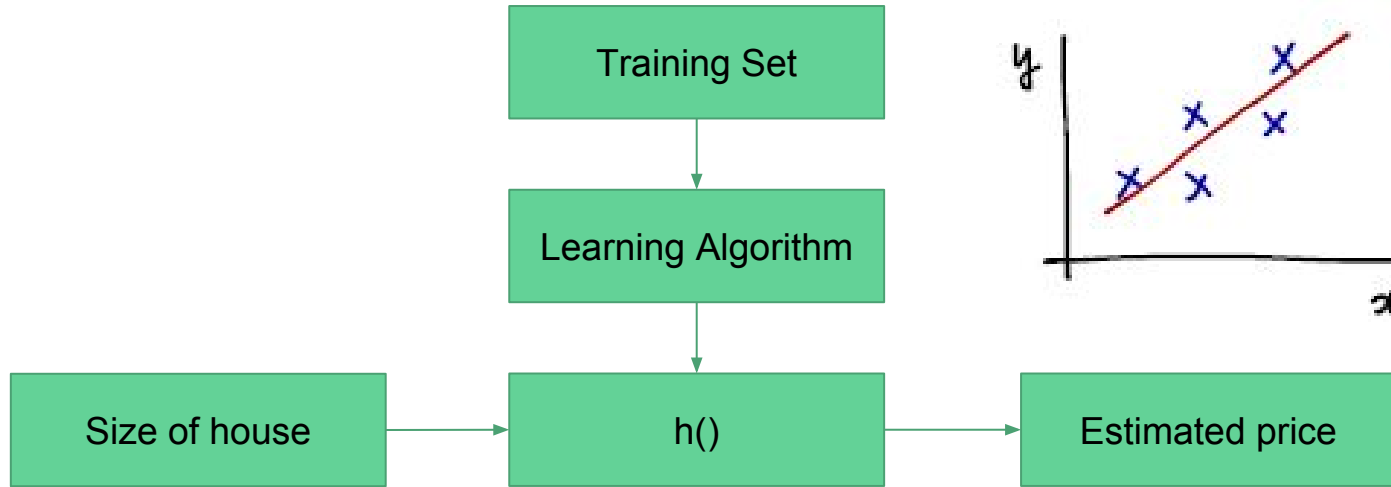 Training Set
y
Learning Algorithm
x
Size of house
h()
Estimated price